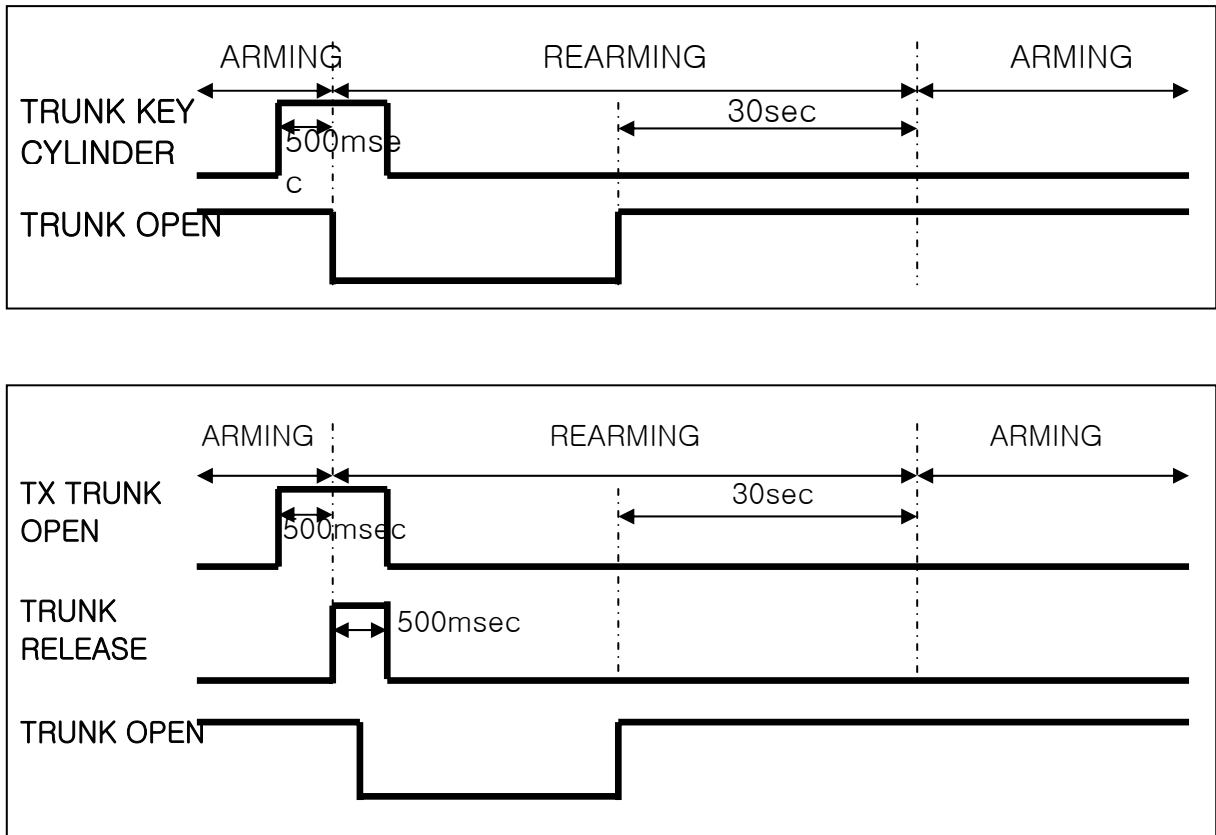 ARMING REARMING ARMING
TRUNK KEY
CYLINDER
30sec
500mse
c
TRUNK OPEN
ARMING REARMING ARMING
TX TRUNK
OPEN
30sec
500msec
TRUNK
RELEASE
500msec
TRUNK OPEN